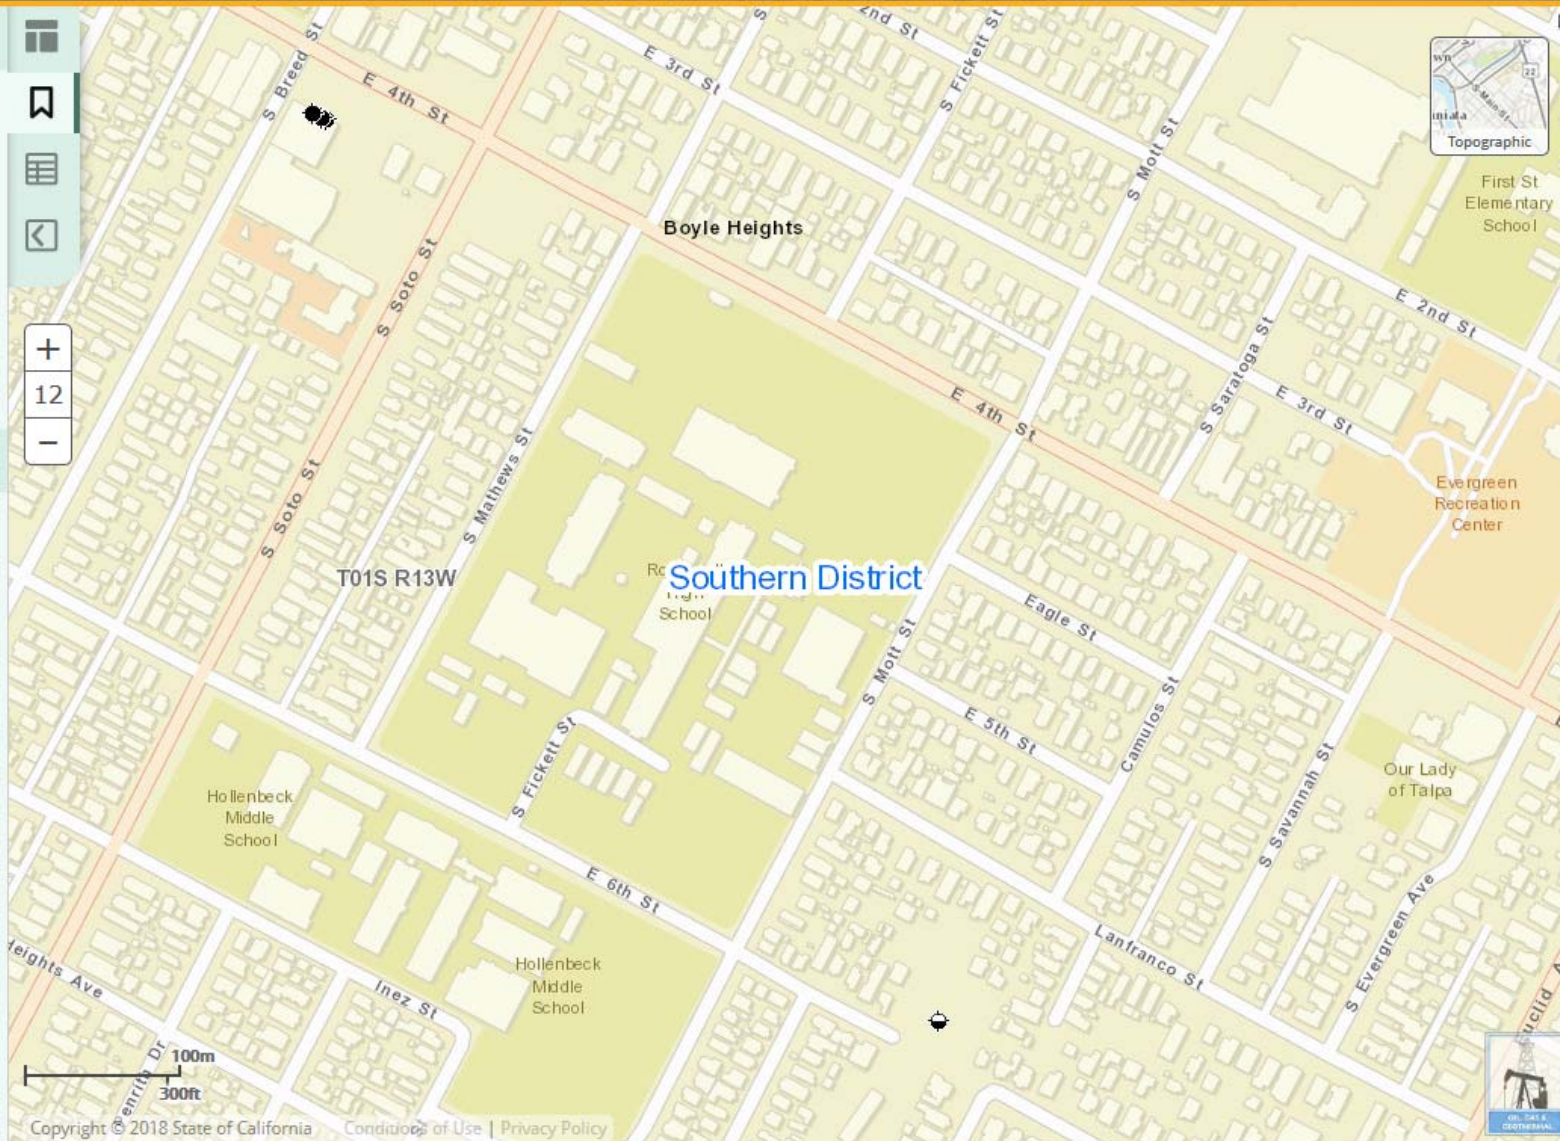 2nd St
S Breed St
E 3rd St
S Fickett St
E 4th St
S Mott St
Topographic
First St
Elementary
School
Boyle Heights
S Soto St
E 2nd St
+
12
−
S Saratoga St
E 4th St
E 3rd St
S Mathews St
S Soto St
Evergreen
Recreation
Center
T01S R13W
Southern District
School
Eagle St
S Mott St
E 5th St
Camulos St
S Fickett St
Our Lady
of Talpa
S Savannah St
Hollenbeck
Middle
School
E 6th St
S Evergreen Ave
Lanfranco St
Hollenbeck
Middle
School
Heights Ave
Inez St
100m
300ft
Copyright © 2018 State of California
Conditions of Use | Privacy Policy
OIL, GAS &
GEOTHERMAL